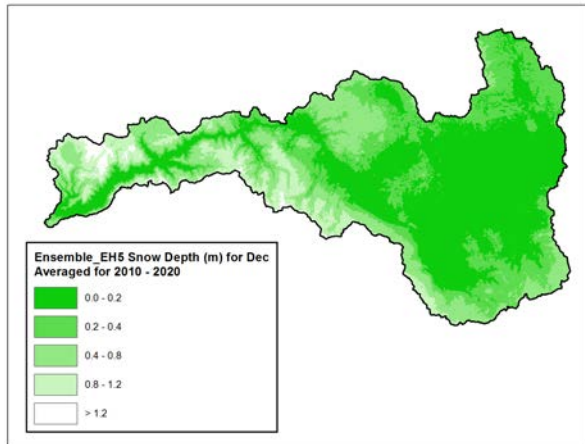 Ensemble_EH5 Snow Depth (m) for Dec
Averaged for 2010 - 2020
0.0 - 0.2
0.2 - 0.4
0.4 - 0.8
0.8 - 1.2
> 1.2